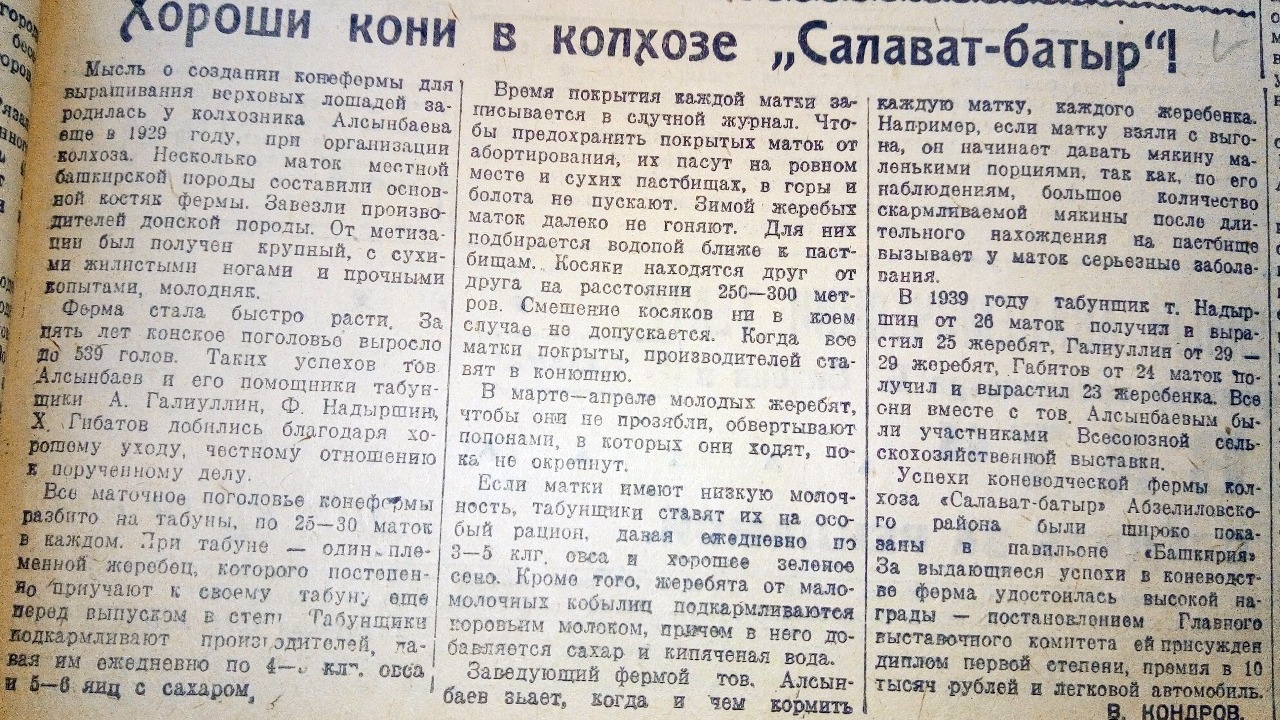 Хороши кони в колхозе „Салават-батыр“!
Мысль о создании конефермы для
выращивания верховых лошадей за-
родилась у колхозника Алсынбаева
еще в 1929 году, при организации
колхоза. Несколько маток местной
башкирской породы составили основ-
ной костяк фермы. Завезли произво-
дителей донской породы. От метиза-
ции был получен крупный, с сухи-
ми жилистыми ногами и прочными
копытами, молодняк.
Ферма стала быстро расти. За
пять лет конское поголовье выросло
до 539 голов. Таких успехов тов
Алсынбаев и его помощники табун-
щики А. Галиуллин, Ф. Надыршин,
Х. Гибатов добились благодаря хо-
рошему уходу, честному отношению
к порученному делу.
Все маточное поголовье конефермы
разбито на табуны, по 25—30 маток
в каждом. При табуне — один пле-
менной жеребец, которого постепен-
но приучают к своему табуну еще
перед выпуском в степь Табунщики
подкармливают производителей, да-
вая им ежедневно по 4— клг. овса
и 5—6 яиц с сахаром,
Время покрытия каждой матки за-
писывается в случной журнал. Что-
бы предохранить покрытых маток от
абортирования, их пасут на ровном
месте и сухих пастбищах, в горы и
болота не пускают. Зимой жеребых
маток далеко не гоняют. Для них
подбирается водопой ближе к паст-
бищам. Косяки находятся друг от
друга на расстоянии 250—300 мет-
ров. Смешение косяков ни в коем
случае не допускается. Когда все
матки покрыты, производителей ста-
вят в конюшню.
В марте—апреле молодых жеребят,
чтобы они не прозябли, обвертывают
попонами, в которых они ходят, по-
ка не окрепнут.
Если матки имеют низкую молоч-
ность, табунщики ставят их на осо-
бый рацион, давая ежедневно по
3—5 клг. овса и хорошее зеленое
сено. Кроме того, жеребята от мало-
молочных кобылиц подкармливаются
коровьим молоком, причем в него до-
бавляется сахар и кипяченая вода.
Заведующий фермой тов. Алсын-
баев знает, когда и чем кормить
каждую матку, каждого жеребенка.
Например, если матку взяли с выго-
на, он начинает давать мякину ма-
ленькими порциями, так как, по его
наблюдениям, большое количество
скармливаемой мякины после дли-
тельного нахождения на пастбище
вызывает у маток серьезные заболе-
вания.
В 1939 году табунщик т. Надыр-
шин от 26 маток получил и выра-
стил 25 жеребят, Галиуллин от 29 —
29 жеребят, Габитов от 24 маток по-
лучил и вырастил 23 жеребенка. Все
они вместе с тов. Алсынбаевым бы-
ли участниками Всесоюзной сель-
скохозяйственной выставки.
Успехи коневодческой фермы кол-
хоза «Салават-батыр» Абзелиловско-
го района были широко пока-
заны в павильоне «Башкирия»
За выдающиеся успехи в коневодст-
ве ферма удостоилась высокой на-
грады — постановлением Главного
выставочного комитета ей присужден
диплом первой степени, премия в 10
тысяч рублей и легковой автомобиль.
В. КОНДРОВ.